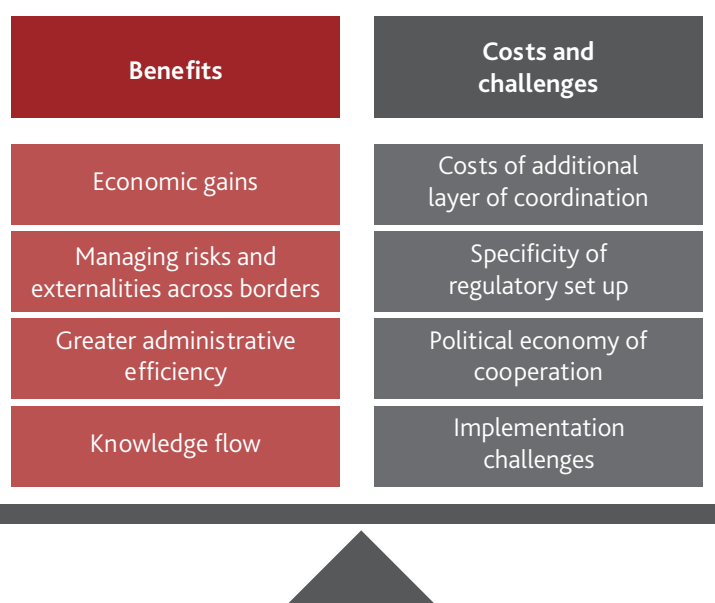 Benefits
Economic gains
Managing risks and
externalities across borders
Greater administrative
efficiency
Knowledge flow
Costs and
challenges
Costs of additional
layer of coordination
Specificity of
regulatory set up
Political economy of
cooperation
Implementation
challenges